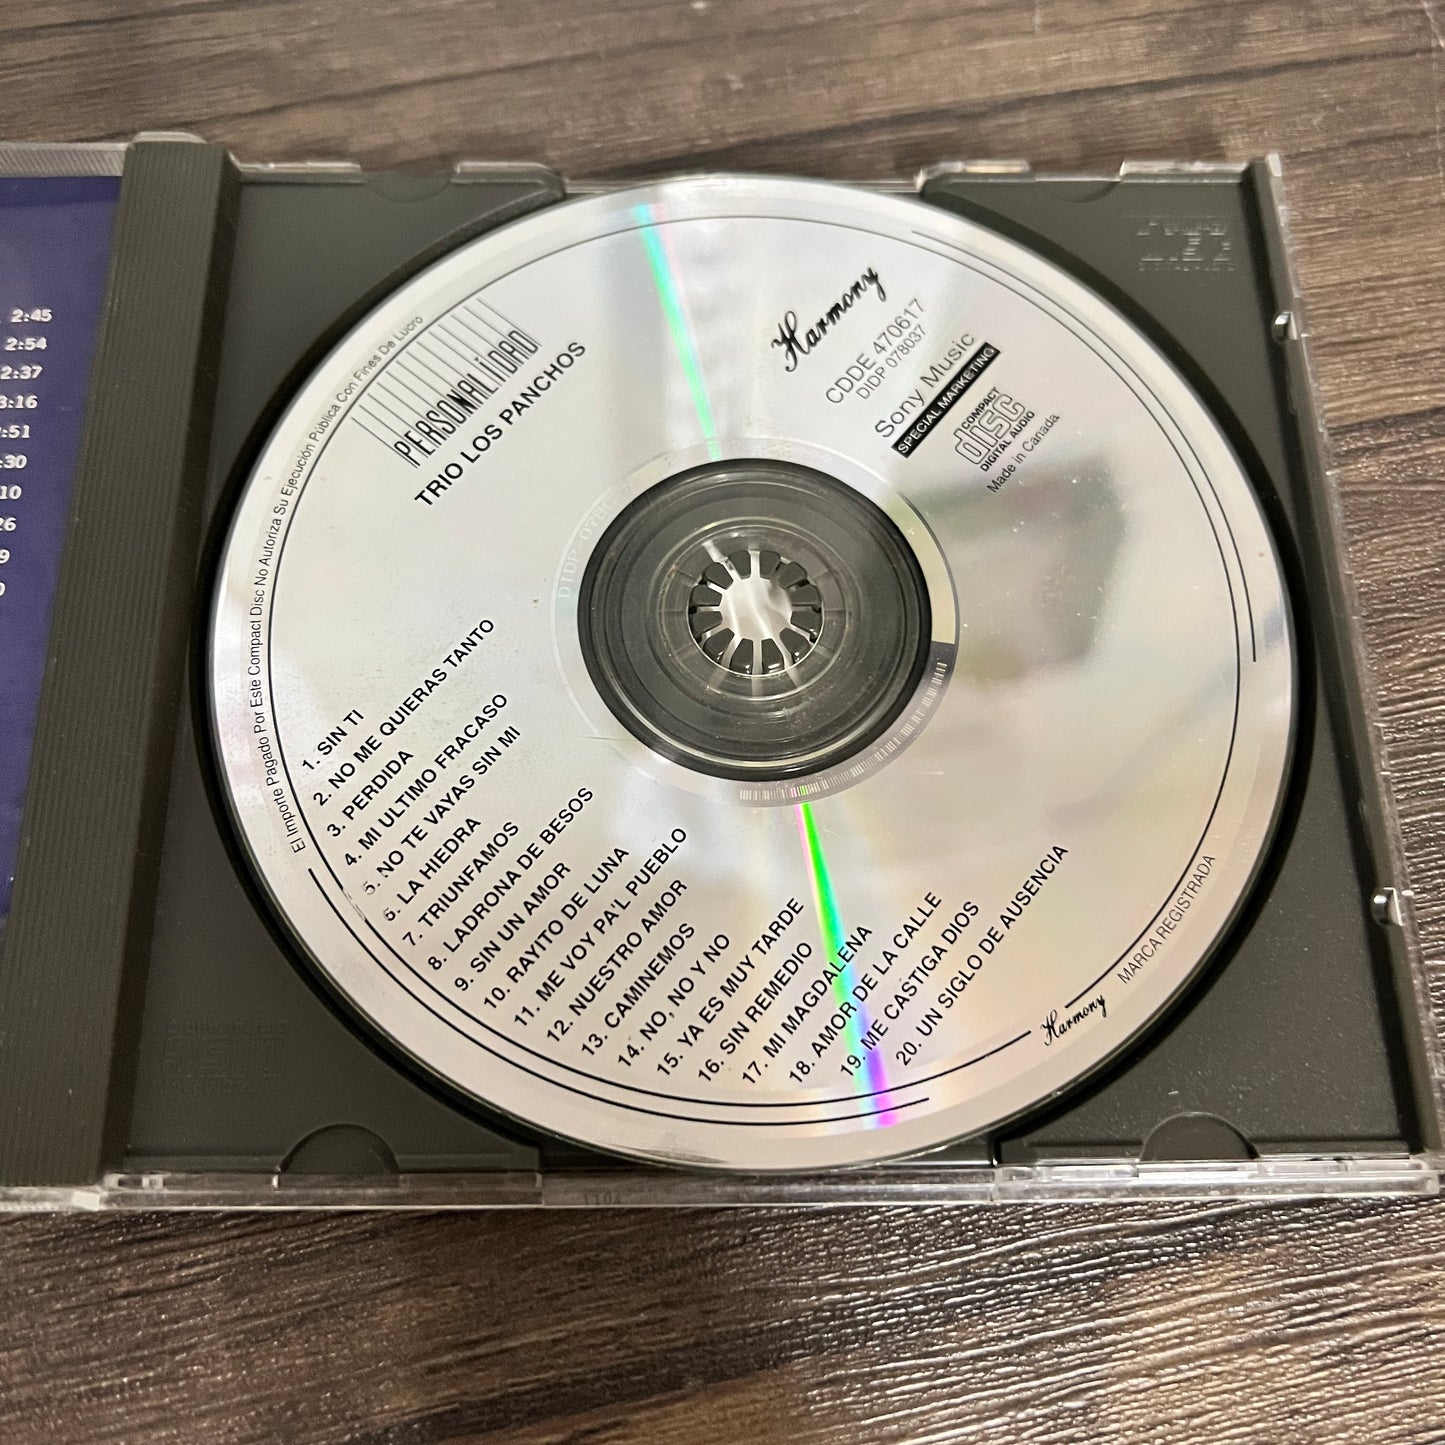 2:45
2:54
2:37
3:16
:51
:30
10
26
9
0
PERSONALiDAD
TRIO LOS PANCHOS
Harmony
CDDE 470617
DIDP 078037
Sony Music
SPECIAL MARKETING
COMPACT
disc
DIGITAL AUDIO
Made in Canada
El Importe Pagado Por Este Compact Disc No Autoriza Su Ejecución Pública Con Fines De Lucro
1. SIN TI
2. NO ME QUIERAS TANTO
3. PERDIDA
4. MI ULTIMO FRACASO
5. NO TE VAYAS SIN MI
6. LA HIEDRA
7. TRIUNFAMOS
8. LADRONA DE BESOS
9. SIN UN AMOR
10. RAYITO DE LUNA
11. ME VOY PA'L PUEBLO
12. NUESTRO AMOR
13. CAMINEMOS
14. NO, NO Y NO
15. YA ES MUY TARDE
16. SIN REMEDIO
17. MI MAGDALENA
18. AMOR DE LA CALLE
19. ME CASTIGA DIOS
20. UN SIGLO DE AUSENCIA
Harmony
MARCA REGISTRADA